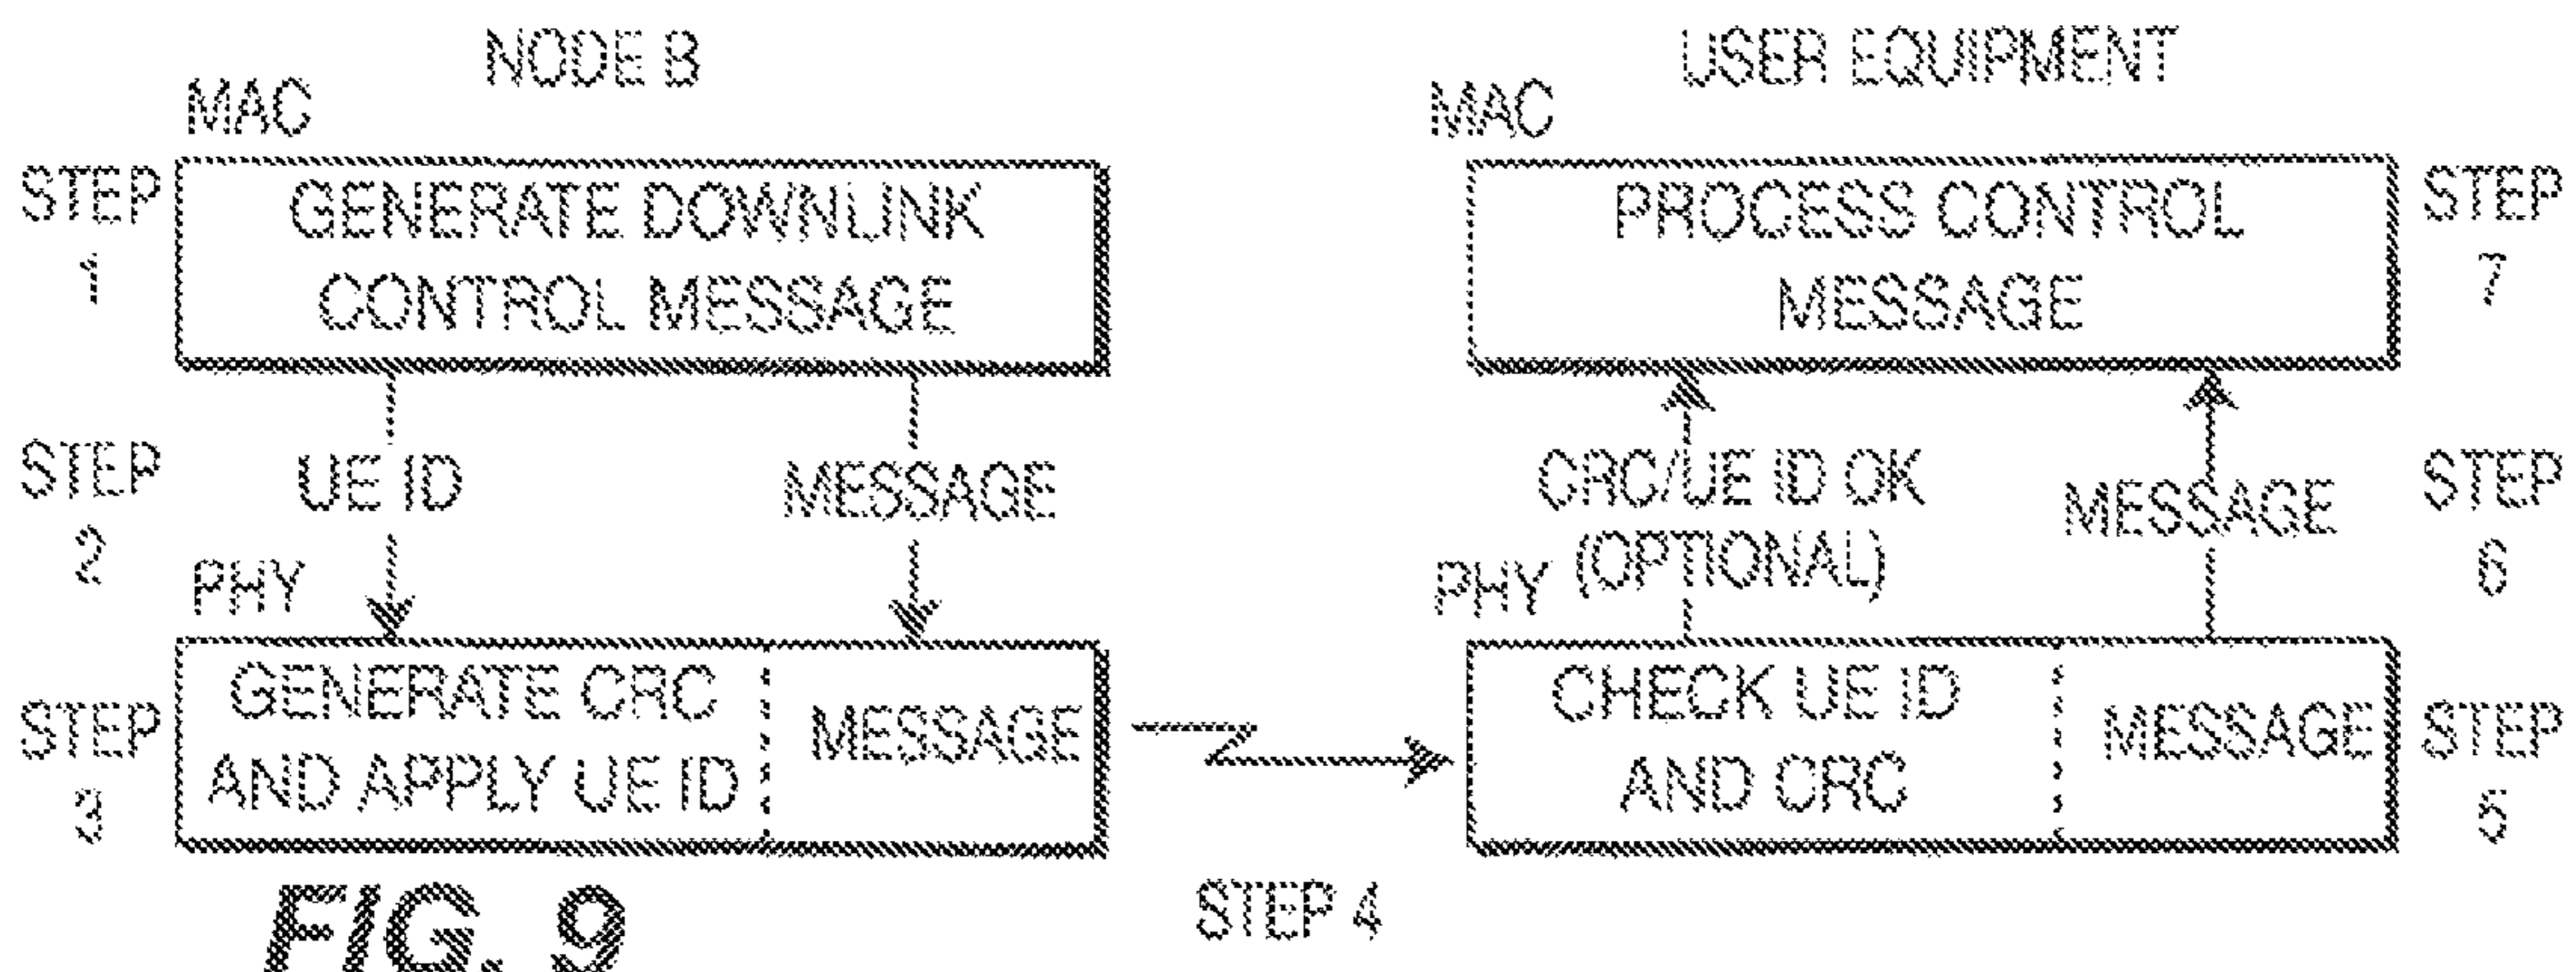 NODE B
MAC
STEP
1
GENERATE DOWNLINK
CONTROL MESSAGE
STEP
2
UE ID
MESSAGE
PHY
STEP
3
GENERATE CRC
AND APPLY UE ID
MESSAGE
STEP 4
USER EQUIPMENT
MAC
PROCESS CONTROL
MESSAGE
STEP
7
CRC/UE ID OK
(OPTIONAL)
MESSAGE
STEP
6
PHY
CHECK UE ID
AND CRC
MESSAGE
STEP
5
FIG. 9